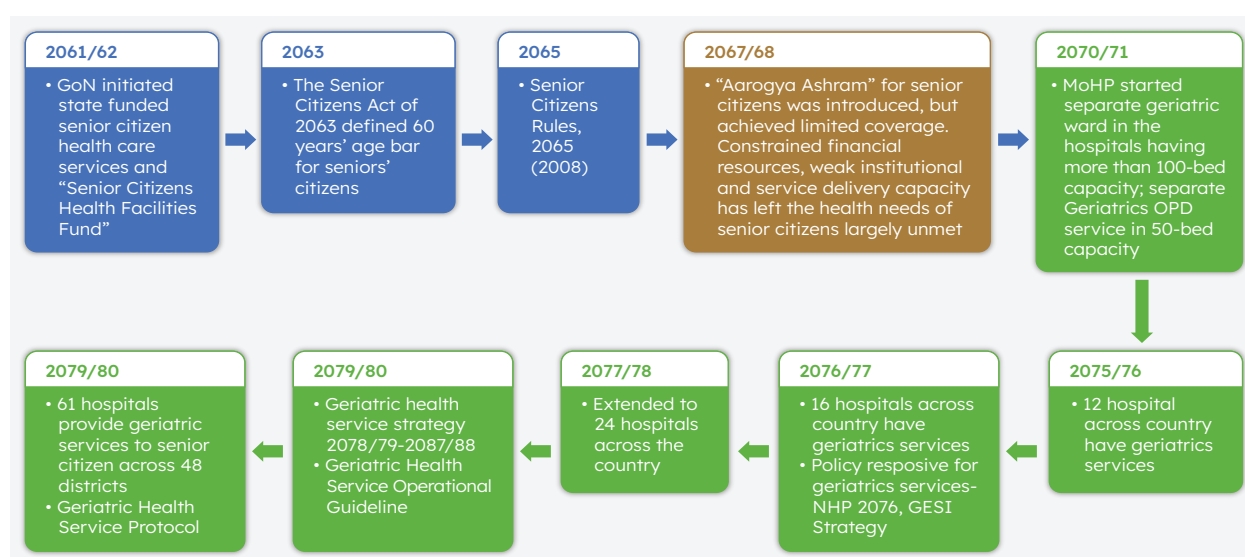 2061/62
• GoN initiated
state funded
senior citizen
health care
services and
“Senior Citizens
Health Facilities
Fund”
2063
• The Senior
Citizens Act of
2063 defined 60
years’ age bar
for seniors’
citizens
2065
• Senior
Citizens
Rules,
2065
(2008)
2067/68
• “Aarogya Ashram” for senior
citizens was introduced, but
achieved limited coverage.
Constrained financial
resources, weak institutional
and service delivery capacity
has left the health needs of
senior citizens largely unmet
2070/71
• MoHP started
separate geriatric
ward in the
hospitals having
more than 100-bed
capacity; separate
Geriatrics OPD
service in 50-bed
capacity
2075/76
• 12 hospital
across country
have geriatrics
services
2076/77
• 16 hospitals across
country have
geriatrics services
• Policy resposive for
geriatrics services-
NHP 2076, GESI
Strategy
2077/78
• Extended to
24 hospitals
across the
country
2079/80
• Geriatric health
service strategy
2078/79-2087/88
• Geriatric Health
Service Operational
Guideline
2079/80
• 61 hospitals
provide geriatric
services to senior
citizen across 48
districts
• Geriatric Health
Service Protocol